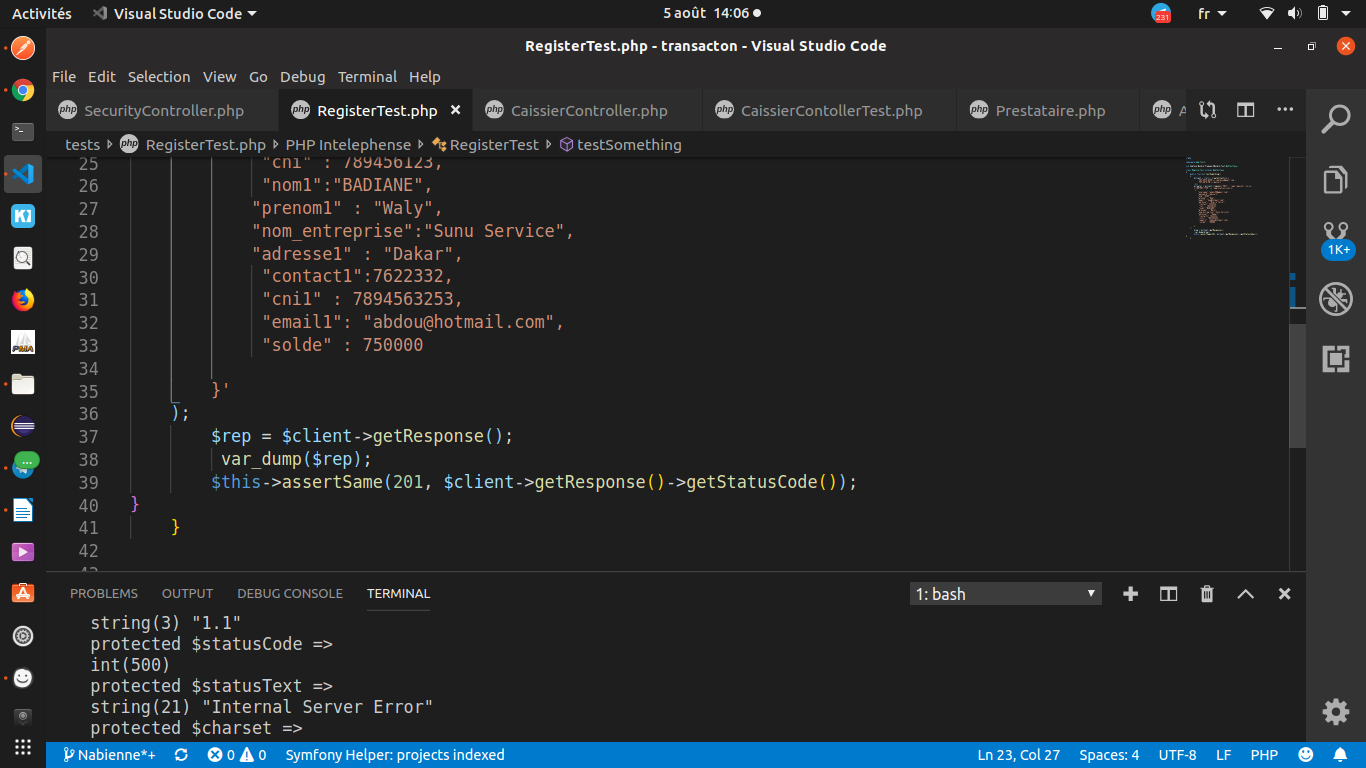 Activités Visual Studio Code 5 août 14:06 231 fr
RegisterTest.php - transacton - Visual Studio Code
File Edit Selection View Go Debug Terminal Help
php SecurityController.php php RegisterTest.php php CaissierController.php php CaissierContollerTest.php php Prestataire.php php A
tests php RegisterTest.php PHP Intelephense RegisterTest testSomething
25 "cni" : 789456123,
26 "nom1":"BADIANE",
27 "prenom1" : "Waly",
28 "nom_entreprise":"Sunu Service",
29 "adresse1" : "Dakar",
30 "contact1":7622332,
31 "cni1" : 7894563253,
32 "email1": "abdou@hotmail.com",
33 "solde" : 750000
34
35 }'
36 );
37 $rep = $client->getResponse();
38 var_dump($rep);
39 $this->assertSame(201, $client->getResponse()->getStatusCode());
40 }
41 }
42
1K+
PROBLEMS OUTPUT DEBUG CONSOLE TERMINAL 1: bash
string(3) "1.1"
protected $statusCode =>
int(500)
protected $statusText =>
string(21) "Internal Server Error"
protected $charset =>
Nabienne*+ 0 0 Symfony Helper: projects indexed Ln 23, Col 27 Spaces: 4 UTF-8 LF PHP